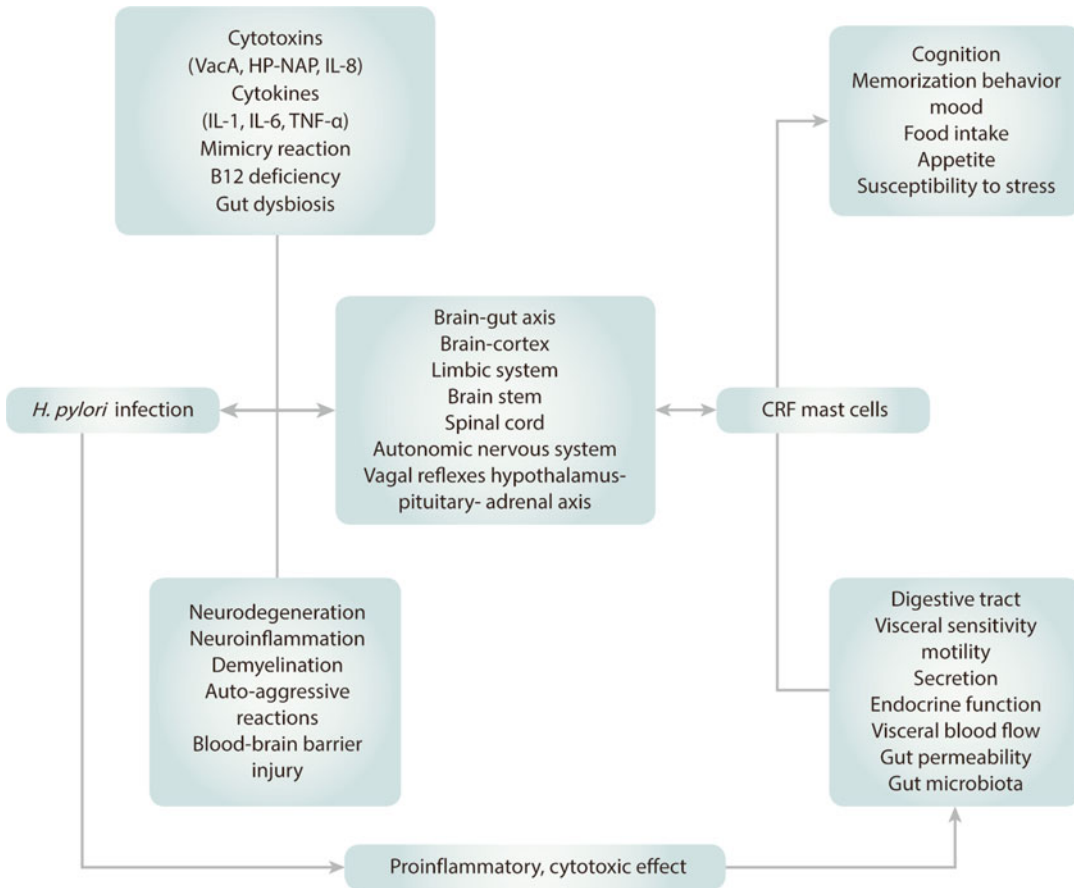 Cytotoxins
(VacA, HP-NAP, IL-8)
Cytokines
(IL-1, IL-6, TNF-α)
Mimicry reaction
B12 deficiency
Gut dysbiosis
Cognition
Memorization behavior
mood
Food intake
Appetite
Susceptibility to stress
H. pylori infection
Brain-gut axis
Brain-cortex
Limbic system
Brain stem
Spinal cord
Autonomic nervous system
Vagal reflexes hypothalamus-
pituitary- adrenal axis
CRF mast cells
Neurodegeneration
Neuroinflammation
Demyelination
Auto-aggressive
reactions
Blood-brain barrier
injury
Digestive tract
Visceral sensitivity
motility
Secretion
Endocrine function
Visceral blood flow
Gut permeability
Gut microbiota
Proinflammatory, cytotoxic effect